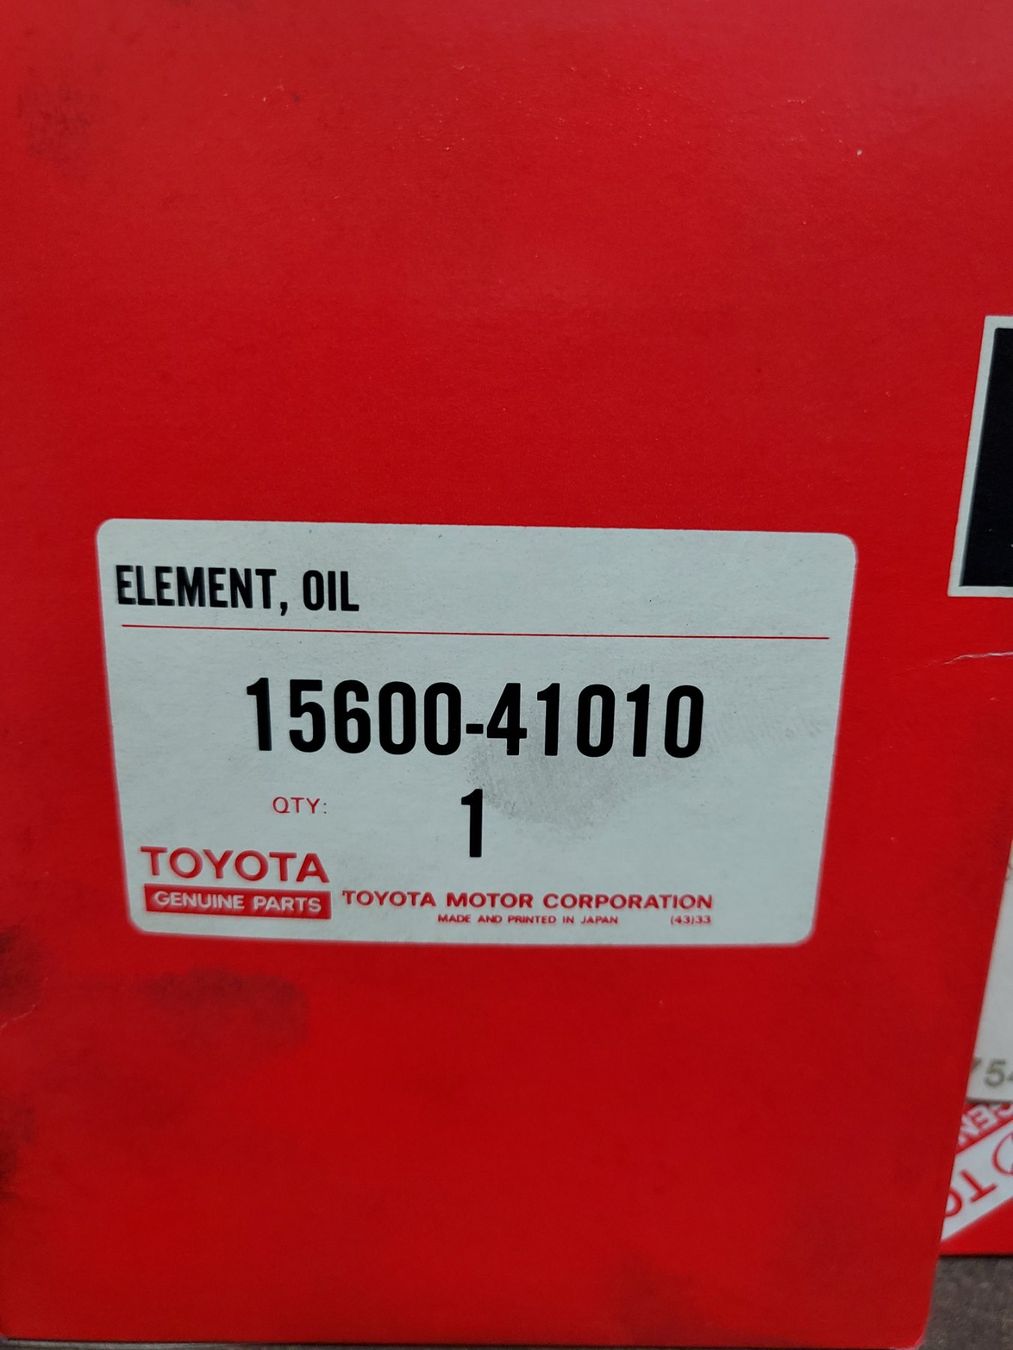 ELEMENT, OIL
15600-41010
QTY: 1
TOYOTA
GENUINE PARTS
TOYOTA MOTOR CORPORATION
MADE AND PRINTED IN JAPAN (43)33